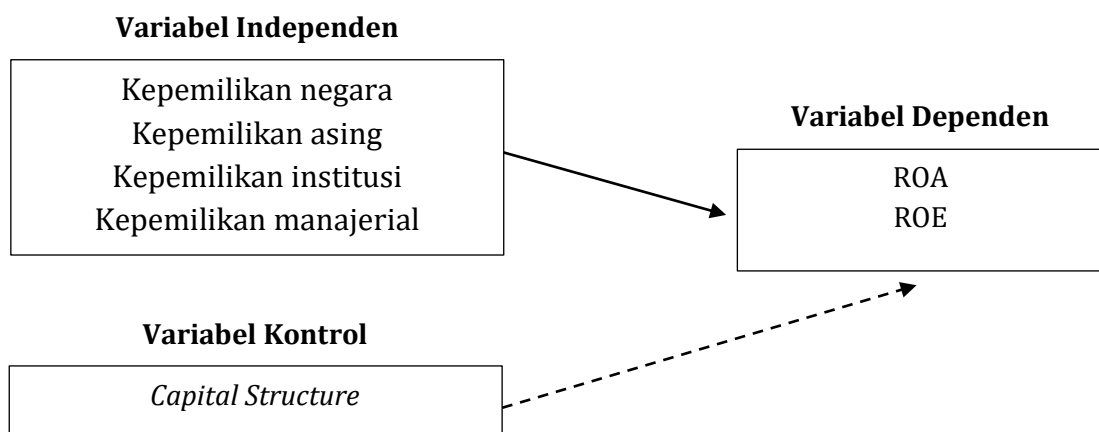 Variabel Independen
Kepemilikan negara
Kepemilikan asing
Kepemilikan institusi
Kepemilikan manajerial
Variabel Dependen
ROA
ROE
Variabel Kontrol
Capital Structure